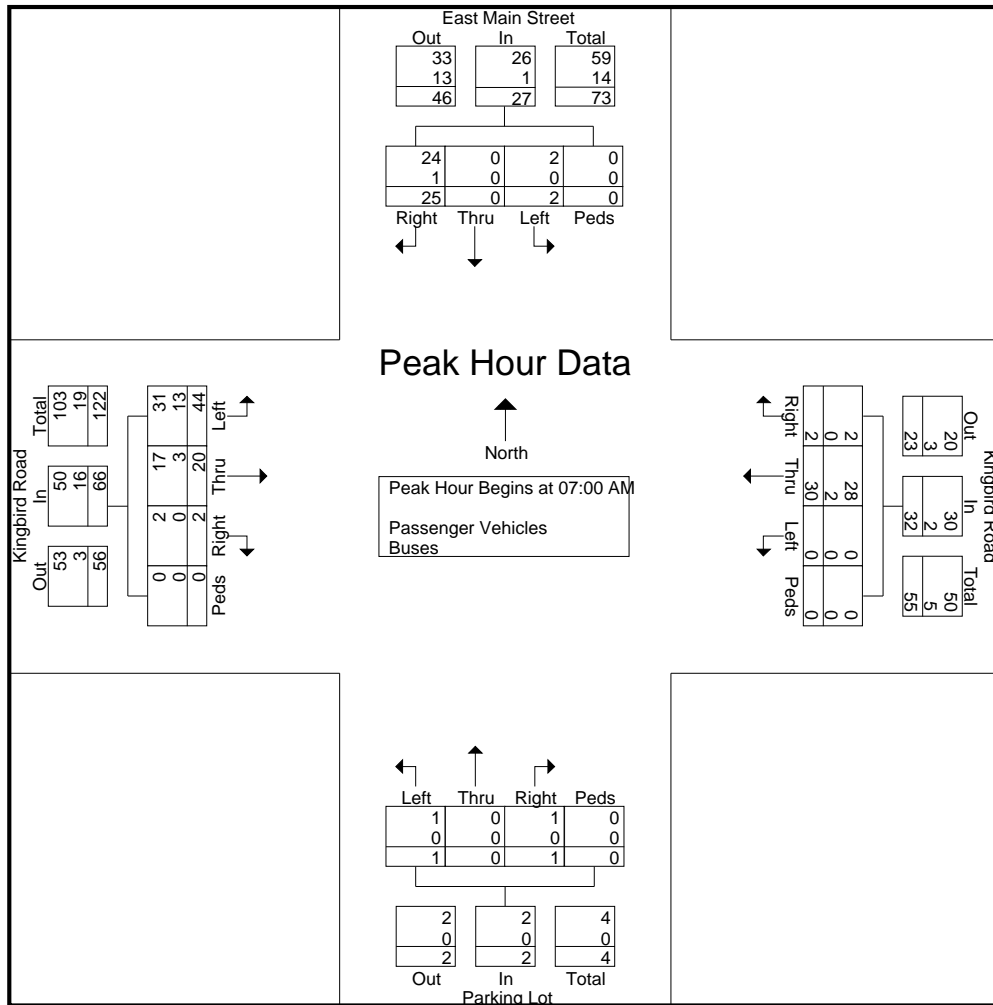 East Main Street
Out In Total
33 26 59
13 1 14
46 27 73
24 0 2 0
1 0 0 0
25 0 2 0
Right Thru Left Peds
Peak Hour Data
North
Peak Hour Begins at 07:00 AM
Passenger Vehicles
Buses
Kingbird Road
Total In Out
103 50 53
19 16 3
122 66 56
Left Thru Right Peds
31 17 2 0
13 3 0 0
44 20 2 0
Kingbird Road
Out In Total
20 30 50
3 2 5
23 32 55
2 28 0 0
0 2 0 0
2 30 0 0
Right Thru Left Peds
Left Thru Right Peds
1 0 1 0
0 0 0 0
1 0 1 0
2 2 4
0 0 0
2 2 4
Out In Total
Parking Lot